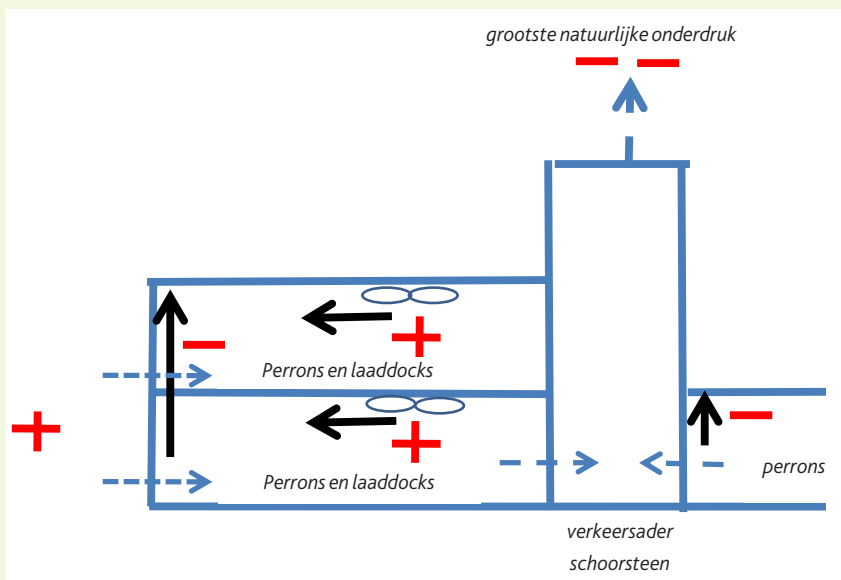 grootste natuurlijke onderdruk
Perrons en laaddocks
Perrons en laaddocks
perrons
verkeersader
schoorsteen